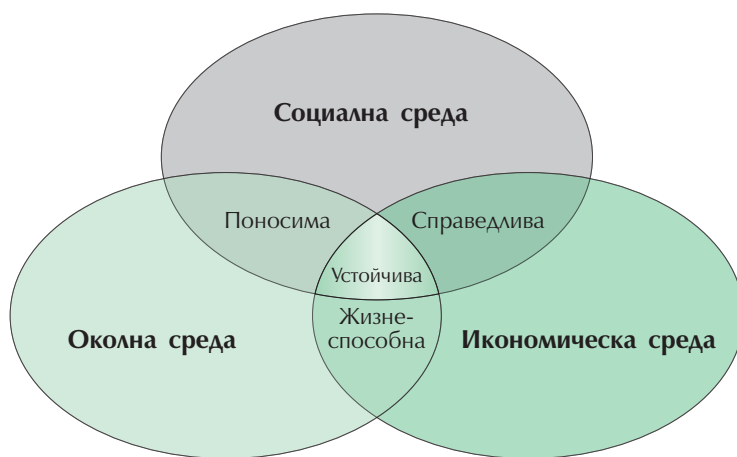 Социална среда
Поносима
Справедлива
Устойчива
Околна среда
Жизне-
способна
Икономическа среда